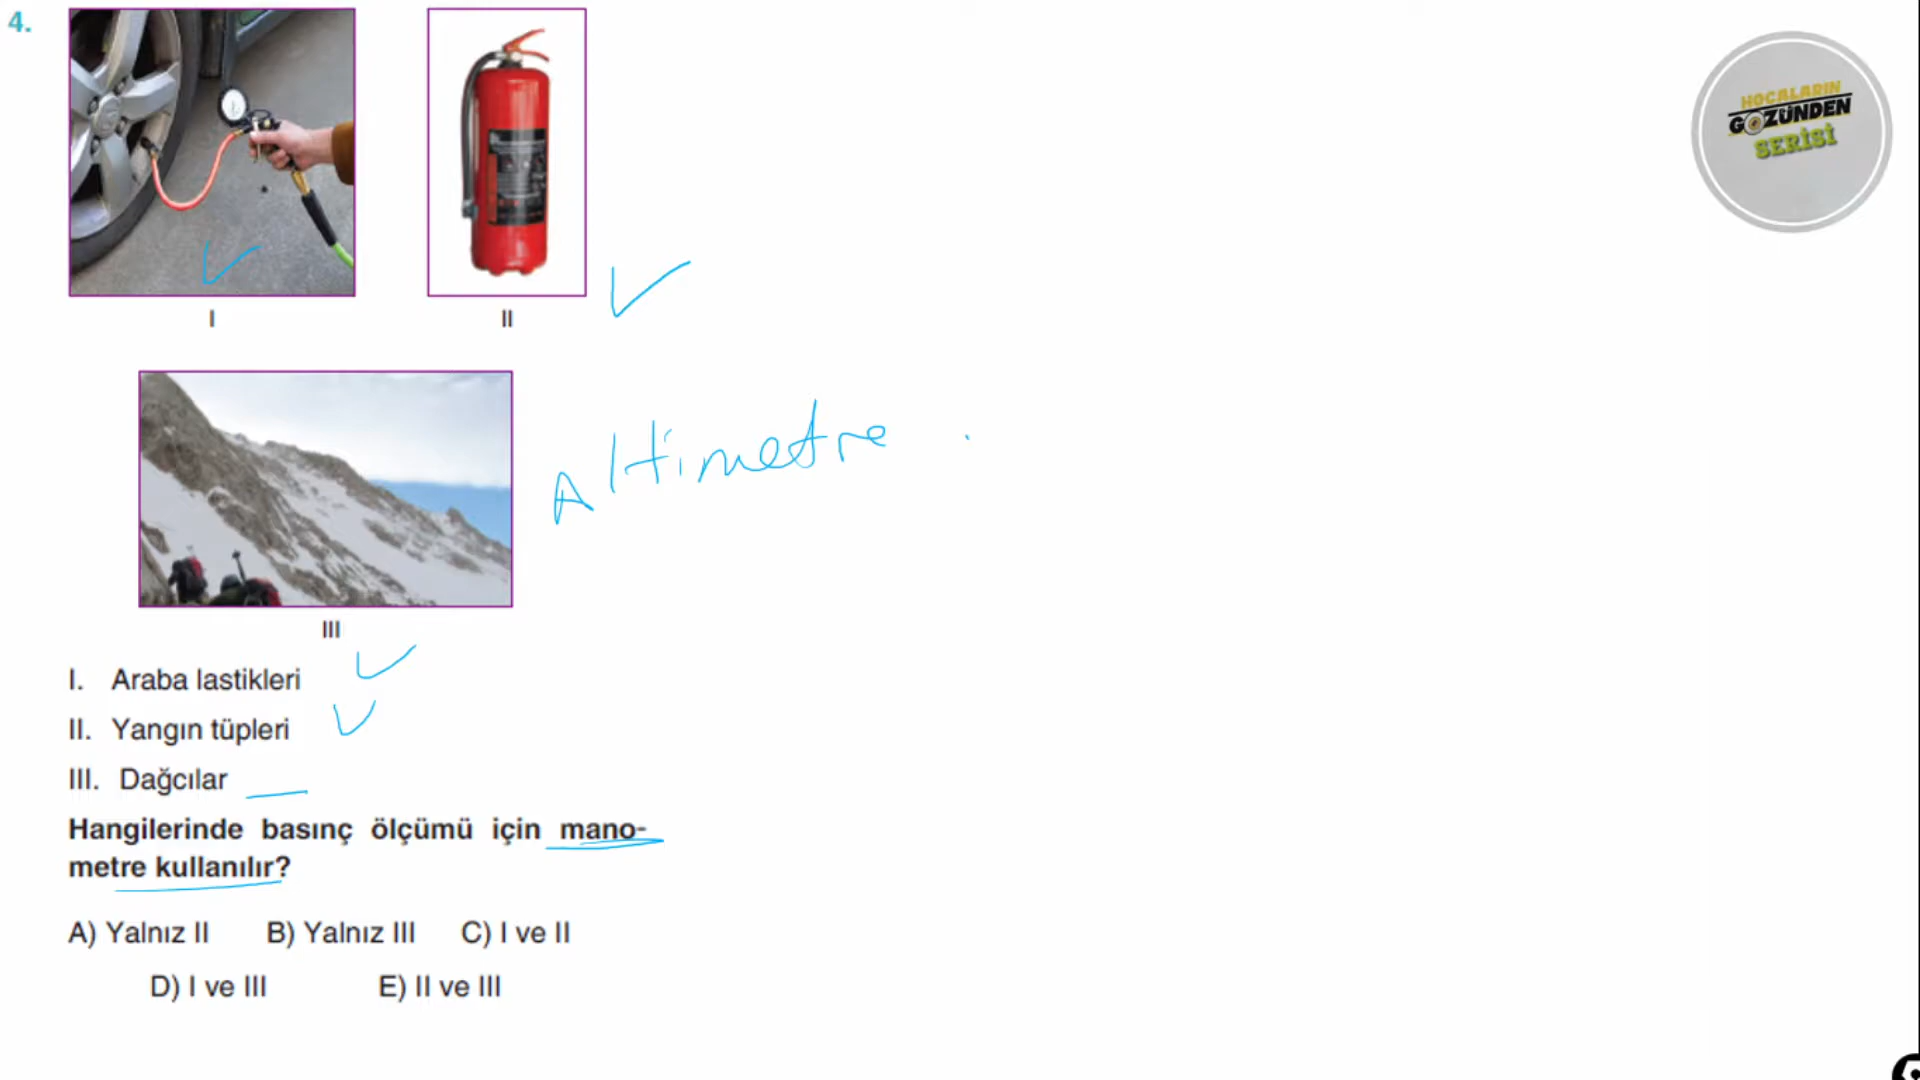 4.
HOCALARIN
GÖZÜNDEN
SERİSİ
I
II
Altimetre
III
I. Araba lastikleri
II. Yangın tüpleri
III. Dağcılar
Hangilerinde basınç ölçümü için mano-
metre kullanılır?
A) Yalnız II B) Yalnız III C) I ve II
D) I ve III E) II ve III